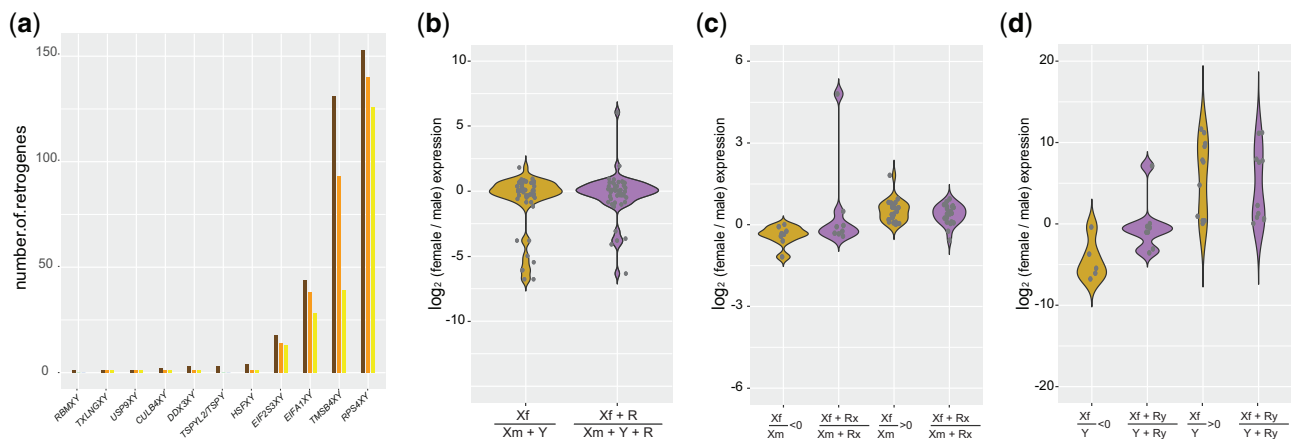 (a)
number.of.retrogenes
150
100
50
0
RBMXY
TXLNGXY
USP9XY
CULB4XY
DDX3XY
TSPYL2/TSPY
HSFXY
EIF2S3XY
EIFA1XY
TMSB4XY
RPS4XY
(b)
log2 (female / male) expression
10
5
0
-5
-10
Xf
Xm + Y
Xf + R
Xm + Y + R
(c)
log2 (female / male) expression
6
3
0
-3
-6
Xf
Xm <0
Xf + Rx
Xm + Rx
Xf
Xm >0
Xf + Rx
Xm + Rx
(d)
log2 (female / male) expression
20
10
0
-10
-20
Xf
Y <0
Xf + Ry
Y + Ry
Xf
Y >0
Xf + Ry
Y + Ry